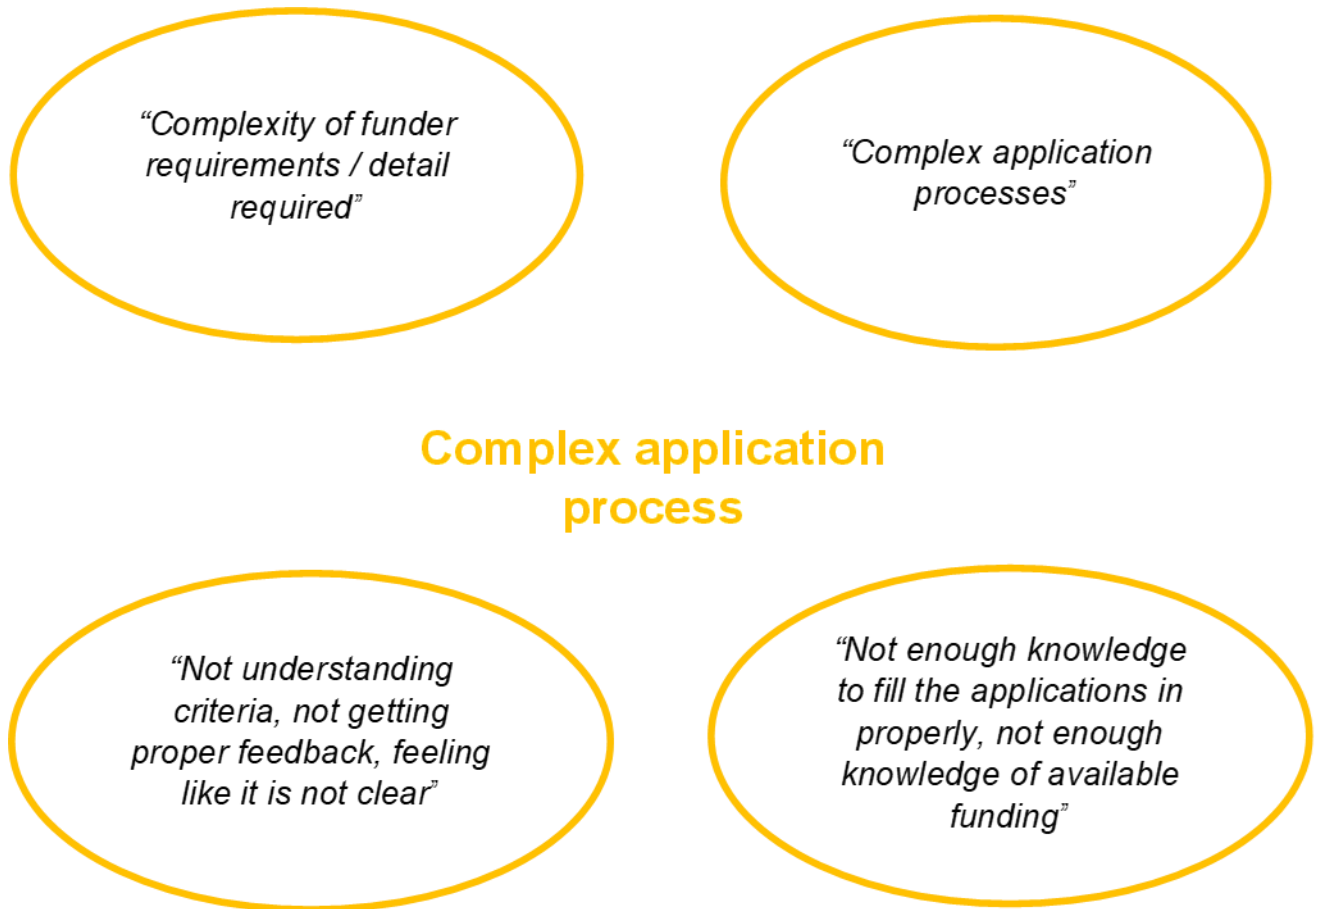 “Complexity of funder
requirements / detail
required”
“Complex application
processes”
Complex application
process
“Not understanding
criteria, not getting
proper feedback, feeling
like it is not clear”
“Not enough knowledge
to fill the applications in
properly, not enough
knowledge of available
funding”